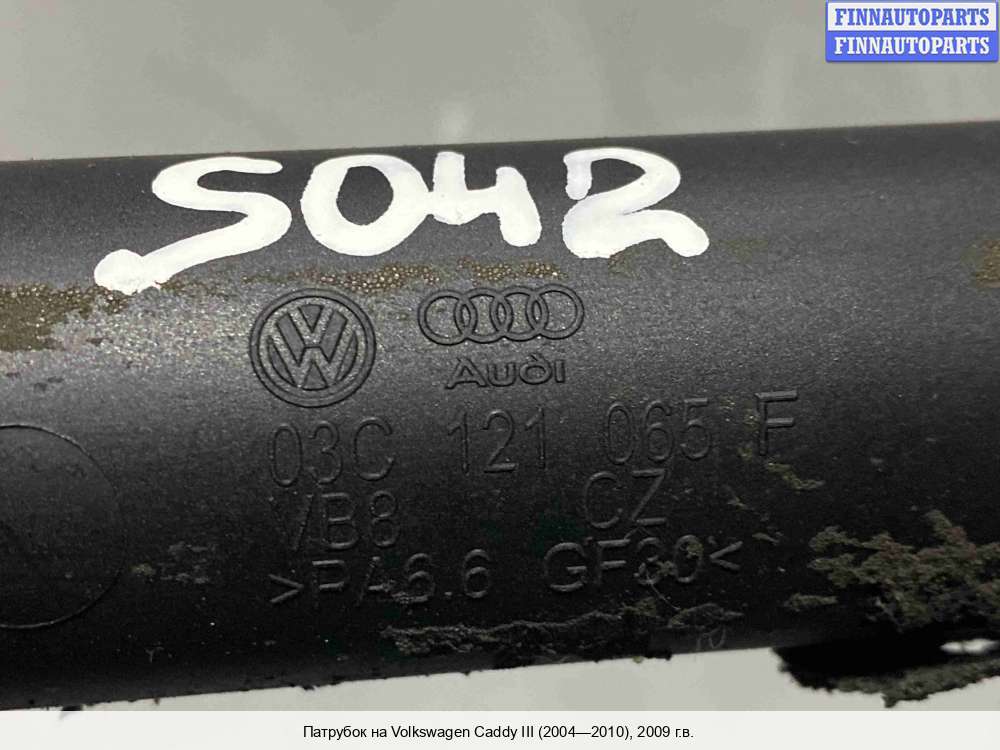 FINNAUTOPARTS
FINNAUTOPARTS
S042
Audi
03C 121 065 F
VB8 CZ
>PA6.6 GF30<
Патрубок на Volkswagen Caddy III (2004—2010), 2009 г.в.